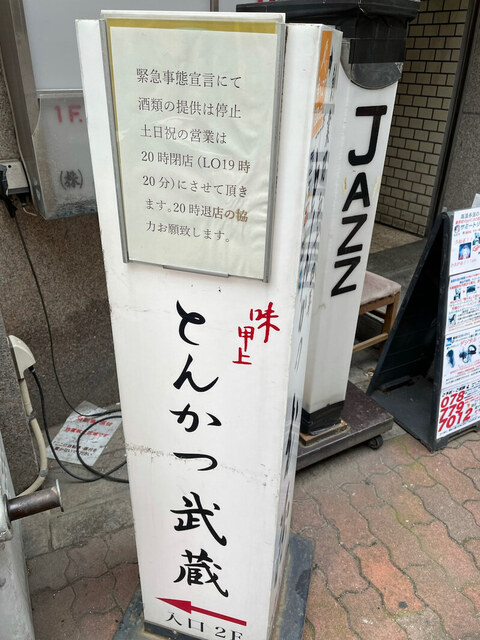 緊急事態宣言にて
酒類の提供は停止
土日祝の営業は
20時閉店(LO19時
20分)にさせて頂き
ます。20時退店の協
力お願致します。
味甲上
とんかつ武蔵
入口 2F
JAZZ
1F
(株)
078
779
7012